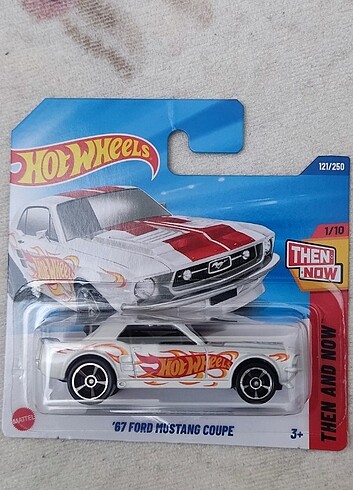 HOT WHEELS
121/250
1/10
THEN AND NOW
HOT WHEELS
HOT WHEELS
THEN AND NOW
MATTEL
'67 FORD MUSTANG COUPE
3+